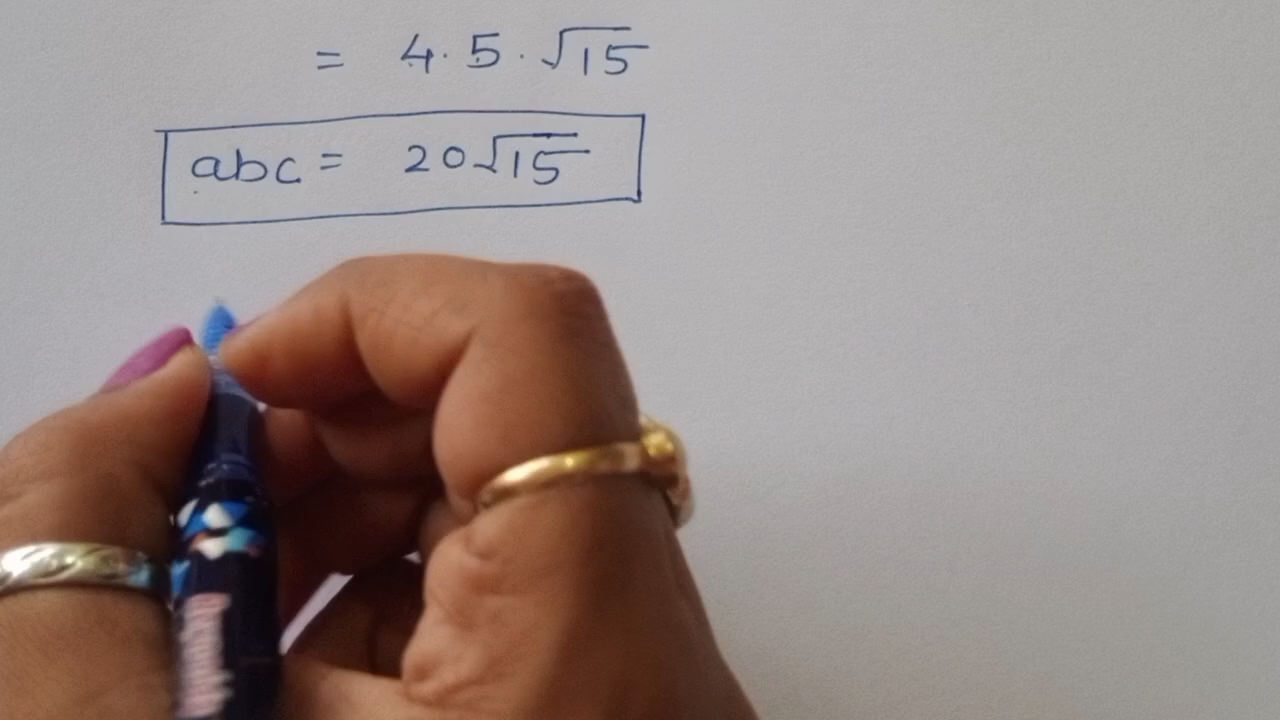 = 4.5.√15
abc = 20√15